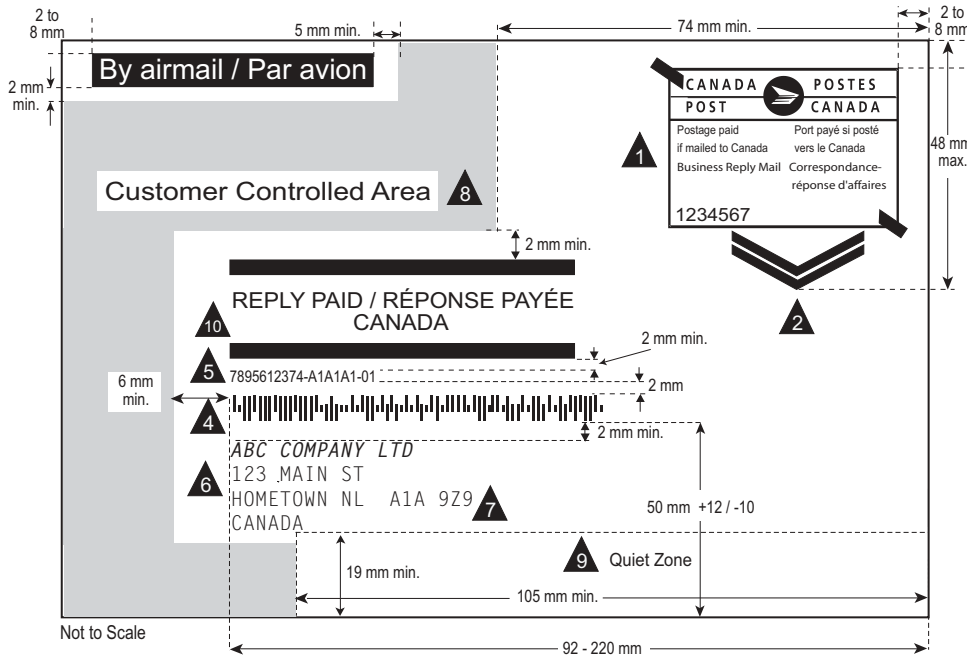 2 to
8 mm
5 mm min.
74 mm min.
2 to
8 mm
By airmail / Par avion
2 mm
min.
CANADA POSTES
POST CANADA
Postage paid
if mailed to Canada
Business Reply Mail
Port payé si posté
vers le Canada
Correspondance-
réponse d'affaires
1234567
1
48 mm
max.
Customer Controlled Area
8
2 mm min.
2
REPLY PAID / RÉPONSE PAYÉE
CANADA
10
2 mm min.
5
7895612374-A1A1A1-01
2 mm
6 mm
min.
4
2 mm min.
ABC COMPANY LTD
123 MAIN ST
HOMETOWN NL A1A 9Z9
CANADA
6
7
50 mm +12 / -10
9
Quiet Zone
19 mm min.
105 mm min.
Not to Scale
92 - 220 mm